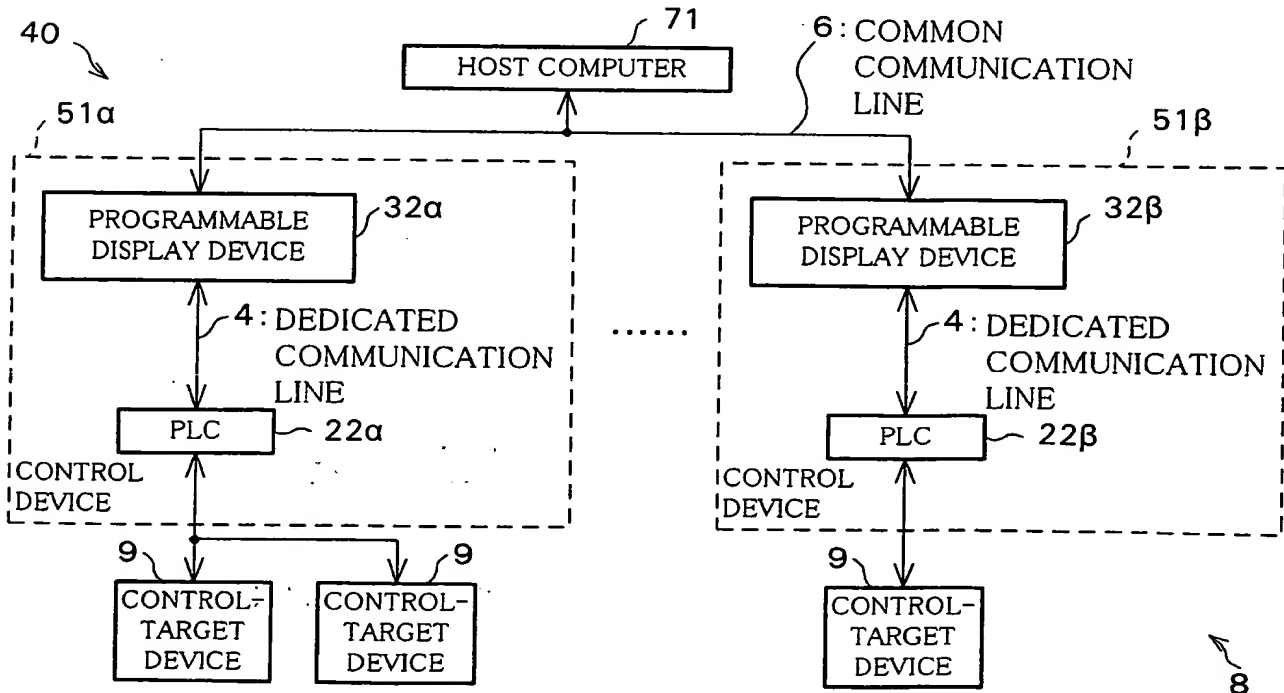 40
71
HOST COMPUTER
6: COMMON
COMMUNICATION
LINE
51α
51β
PROGRAMMABLE
DISPLAY DEVICE
32α
PROGRAMMABLE
DISPLAY DEVICE
32β
4: DEDICATED
COMMUNICATION
LINE
......
4: DEDICATED
COMMUNICATION
LINE
PLC
22α
PLC
22β
CONTROL
DEVICE
CONTROL
DEVICE
9
CONTROL-
TARGET
DEVICE
9
CONTROL-
TARGET
DEVICE
9
CONTROL-
TARGET
DEVICE
8